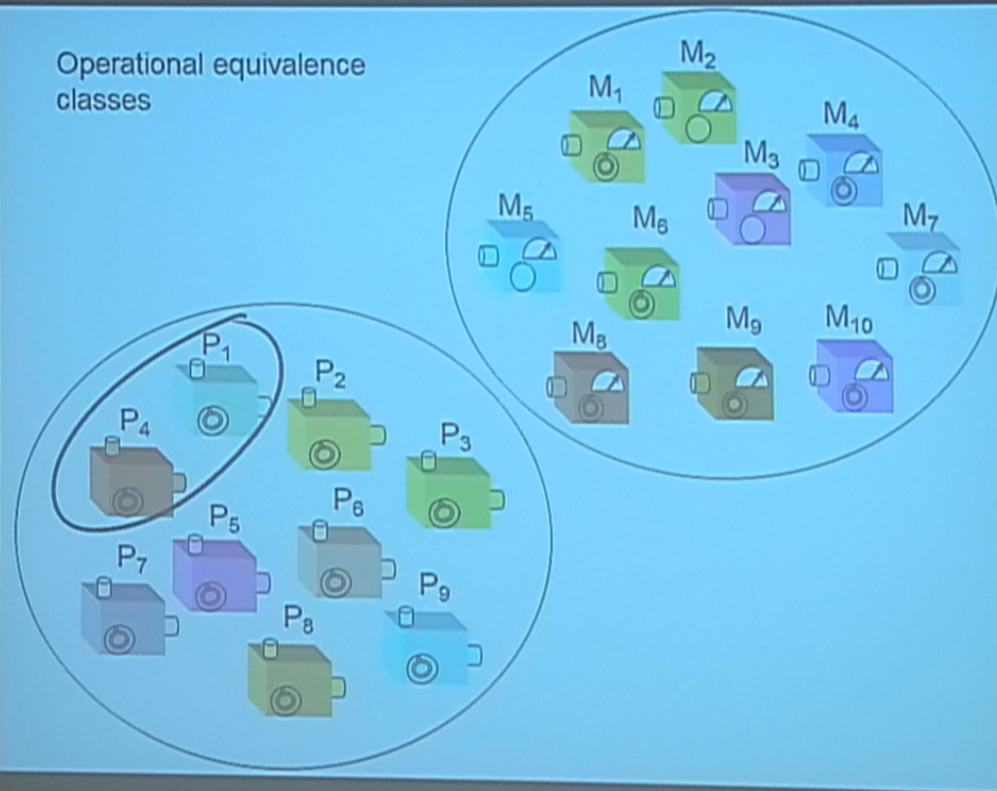 Operational equivalence
classes
M₂
M₁
M₄
M₃
M₅
M₆
M₇
M₈
M₉
M₁₀
P₁
P₂
P₄
P₃
P₆
P₅
P₇
P₉
P₈